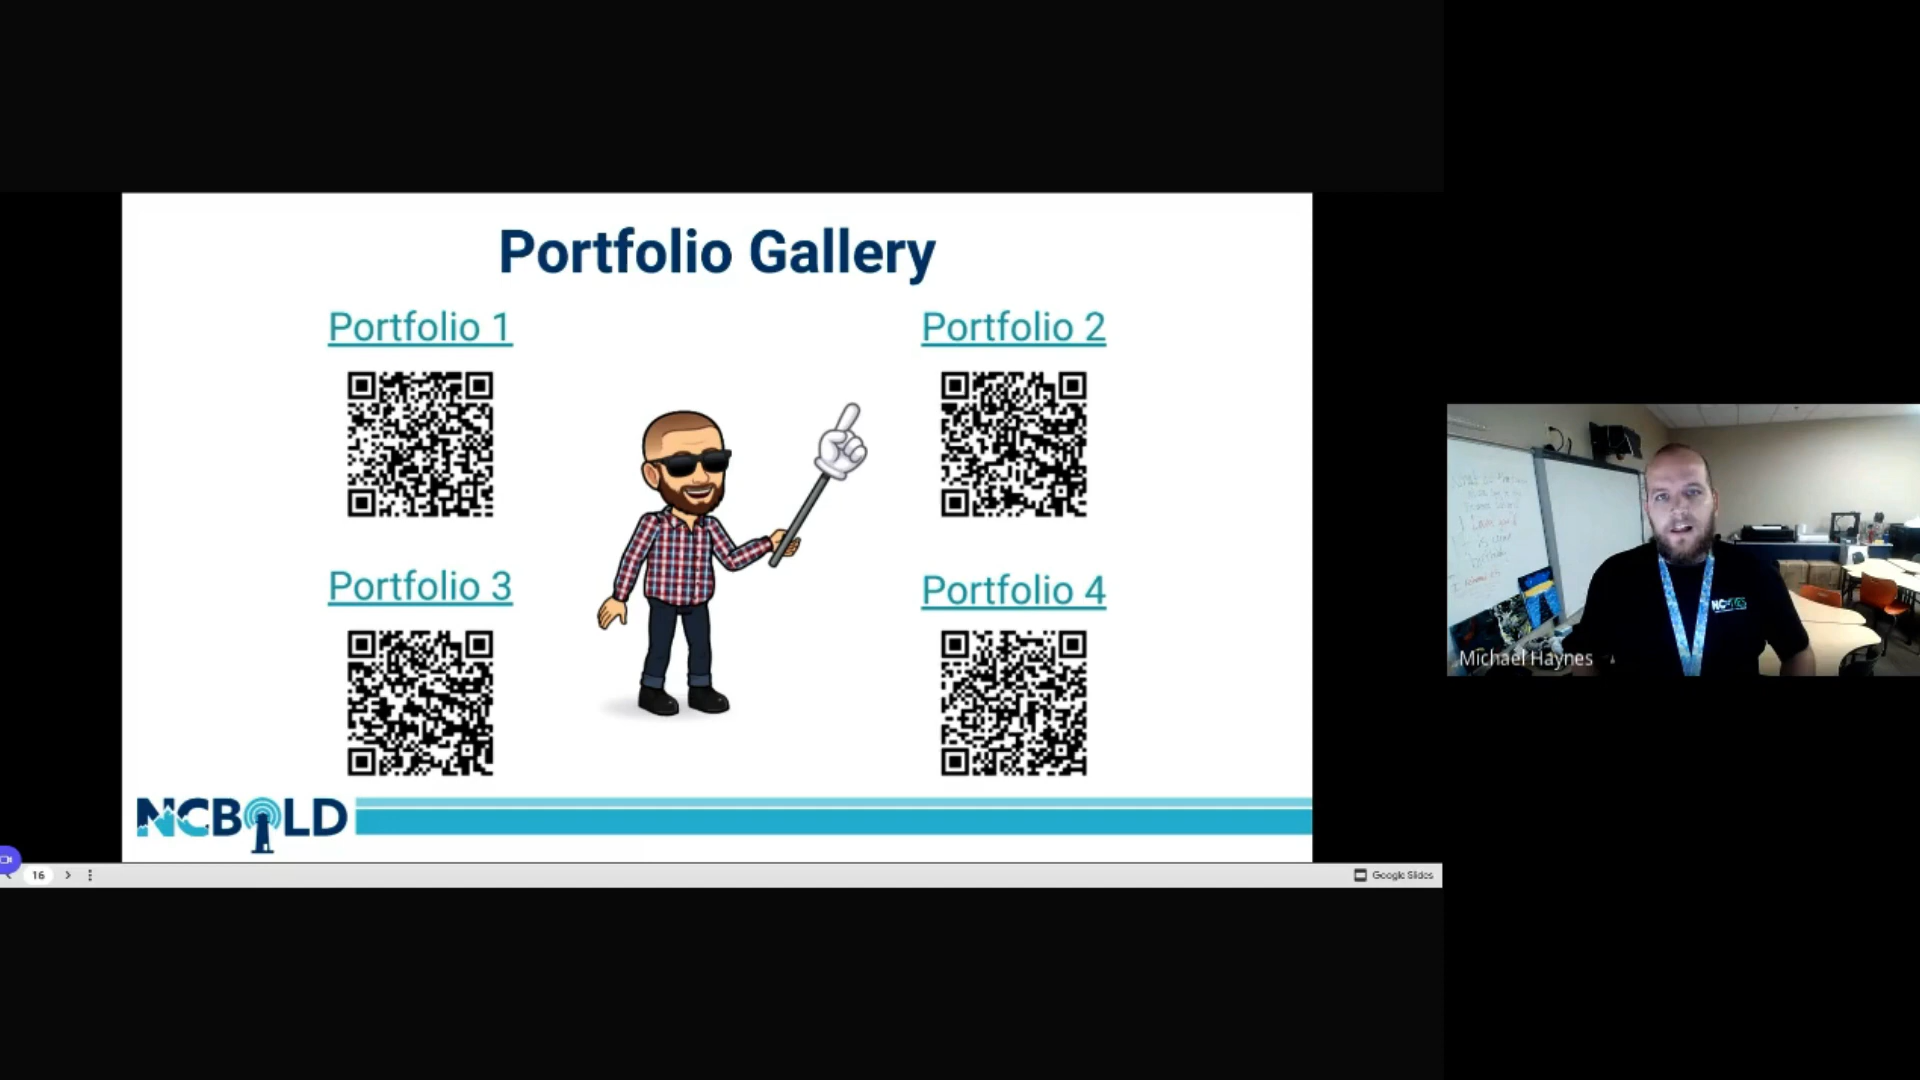 Portfolio Gallery
Portfolio 1
Portfolio 2
Portfolio 3
Portfolio 4
NCBOLD
16
Google Slides
Michael Haynes